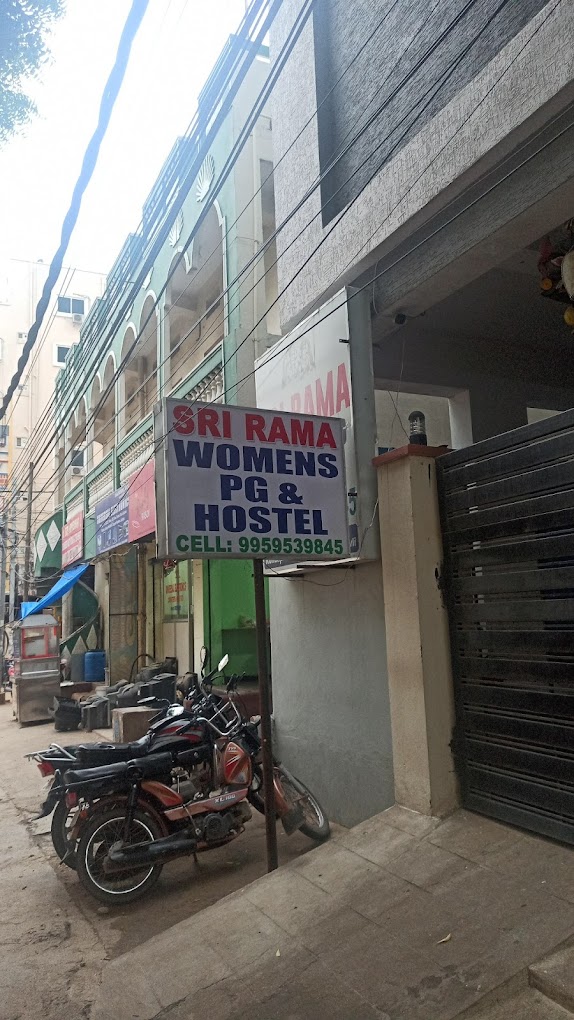 SRI RAMA
WOMENS
PG &
HOSTEL
CELL: 9959539845
RAMA